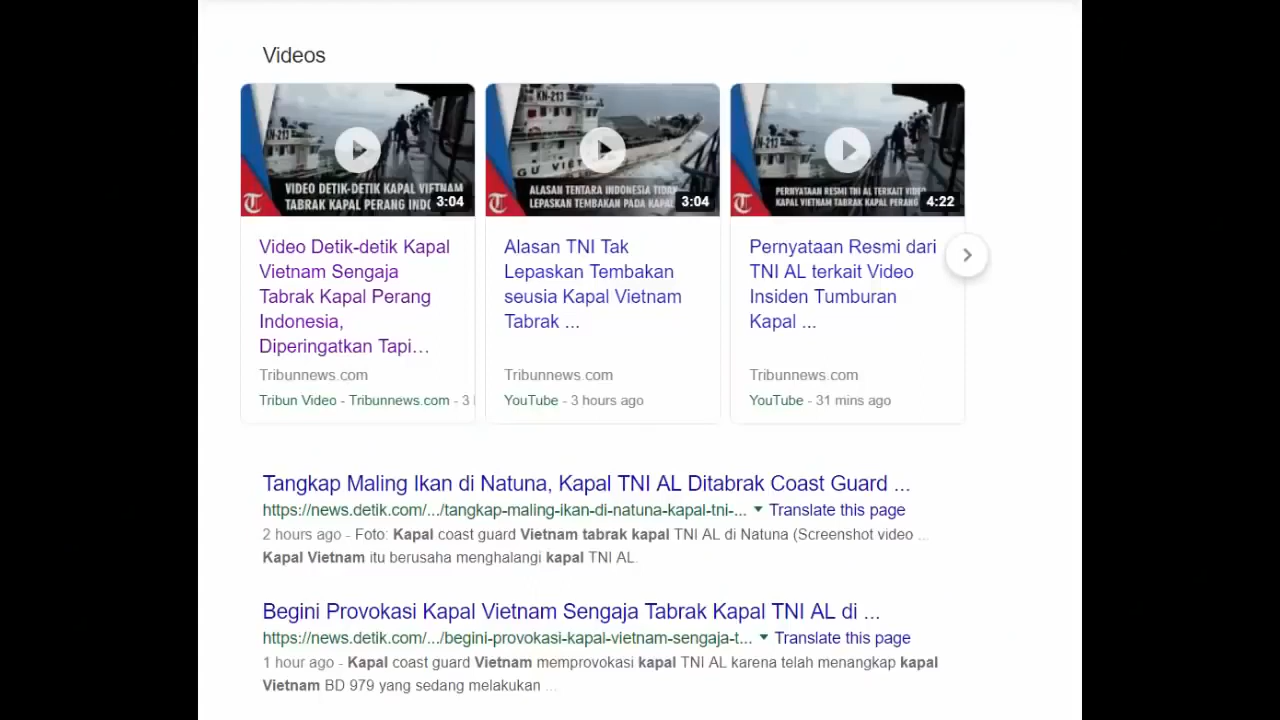 Videos
KN-213
VIDEO DETIK-DETIK KAPAL VIETNAM
TABRAK KAPAL PERANG INDO
3:04
KN-213
GU VIETNAM
ALASAN TENTARA INDONESIA TIDAK
LEPASKAN TEMBAKAN PADA KAPAL
3:04
KN-213
PERNYATAAN RESMI TNI AL TERKAIT VIDEO
KAPAL VIETNAM TABRAK KAPAL PERANG
4:22
Video Detik-detik Kapal
Vietnam Sengaja
Tabrak Kapal Perang
Indonesia,
Diperingatkan Tapi…
Tribunnews.com
Tribun Video - Tribunnews.com - 3
Alasan TNI Tak
Lepaskan Tembakan
seusia Kapal Vietnam
Tabrak ...
Tribunnews.com
YouTube - 3 hours ago
Pernyataan Resmi dari
TNI AL terkait Video
Insiden Tumburan
Kapal ...
Tribunnews.com
YouTube - 31 mins ago
Tangkap Maling Ikan di Natuna, Kapal TNI AL Ditabrak Coast Guard ...
https://news.detik.com/.../tangkap-maling-ikan-di-natuna-kapal-tni-... Translate this page
2 hours ago - Foto: Kapal coast guard Vietnam tabrak kapal TNI AL di Natuna (Screenshot video ...
Kapal Vietnam itu berusaha menghalangi kapal TNI AL.
Begini Provokasi Kapal Vietnam Sengaja Tabrak Kapal TNI AL di ...
https://news.detik.com/.../begini-provokasi-kapal-vietnam-sengaja-t... Translate this page
1 hour ago - Kapal coast guard Vietnam memprovokasi kapal TNI AL karena telah menangkap kapal
Vietnam BD 979 yang sedang melakukan ...